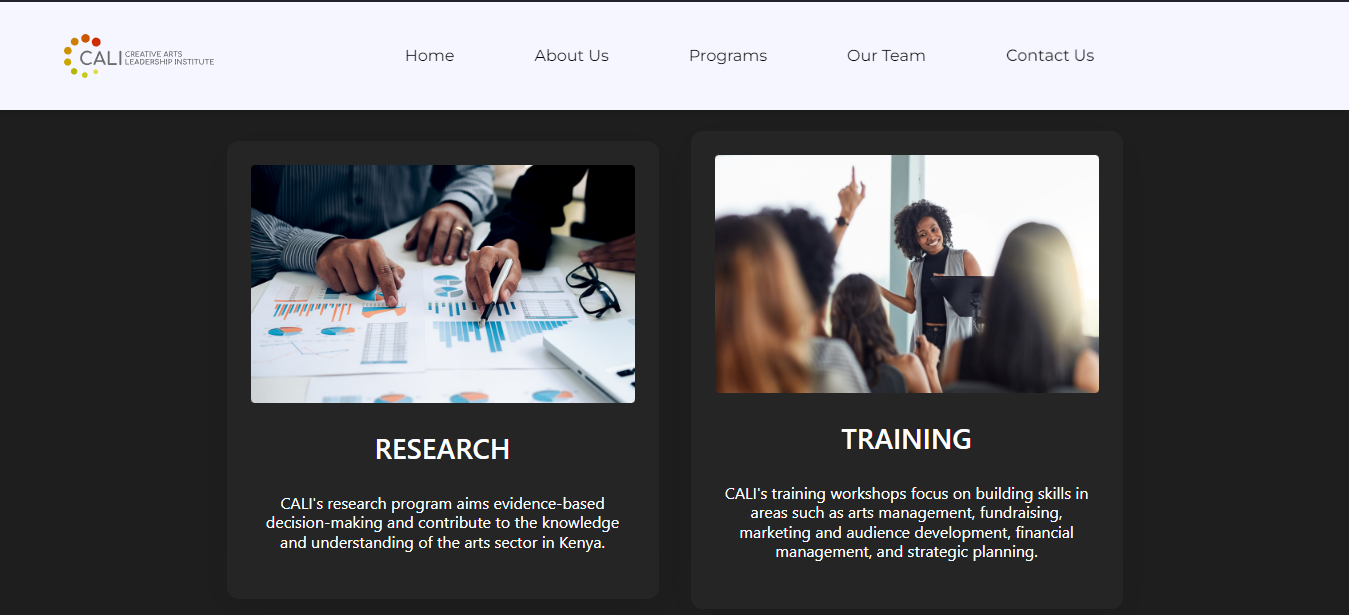 CALI CREATIVE ARTS
LEADERSHIP INSTITUTE
Home About Us Programs Our Team Contact Us
RESEARCH
CALI's research program aims evidence-based
decision-making and contribute to the knowledge
and understanding of the arts sector in Kenya.
TRAINING
CALI's training workshops focus on building skills in
areas such as arts management, fundraising,
marketing and audience development, financial
management, and strategic planning.